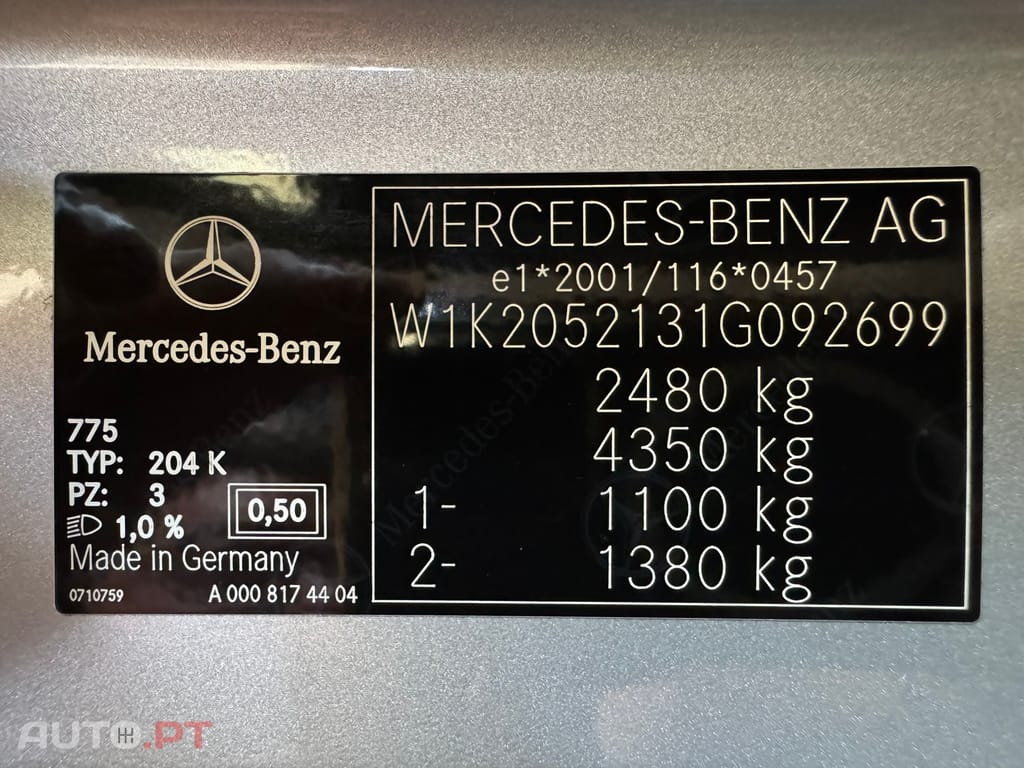 Mercedes-Benz
775
TYP: 204 K
PZ: 3
1,0 %
0,50
Made in Germany
0710759 A 000 817 44 04
MERCEDES-BENZ AG
e1*2001/116*0457
W1K2052131G092699
2480 kg
4350 kg
1- 1100 kg
2- 1380 kg
AUTO.PT